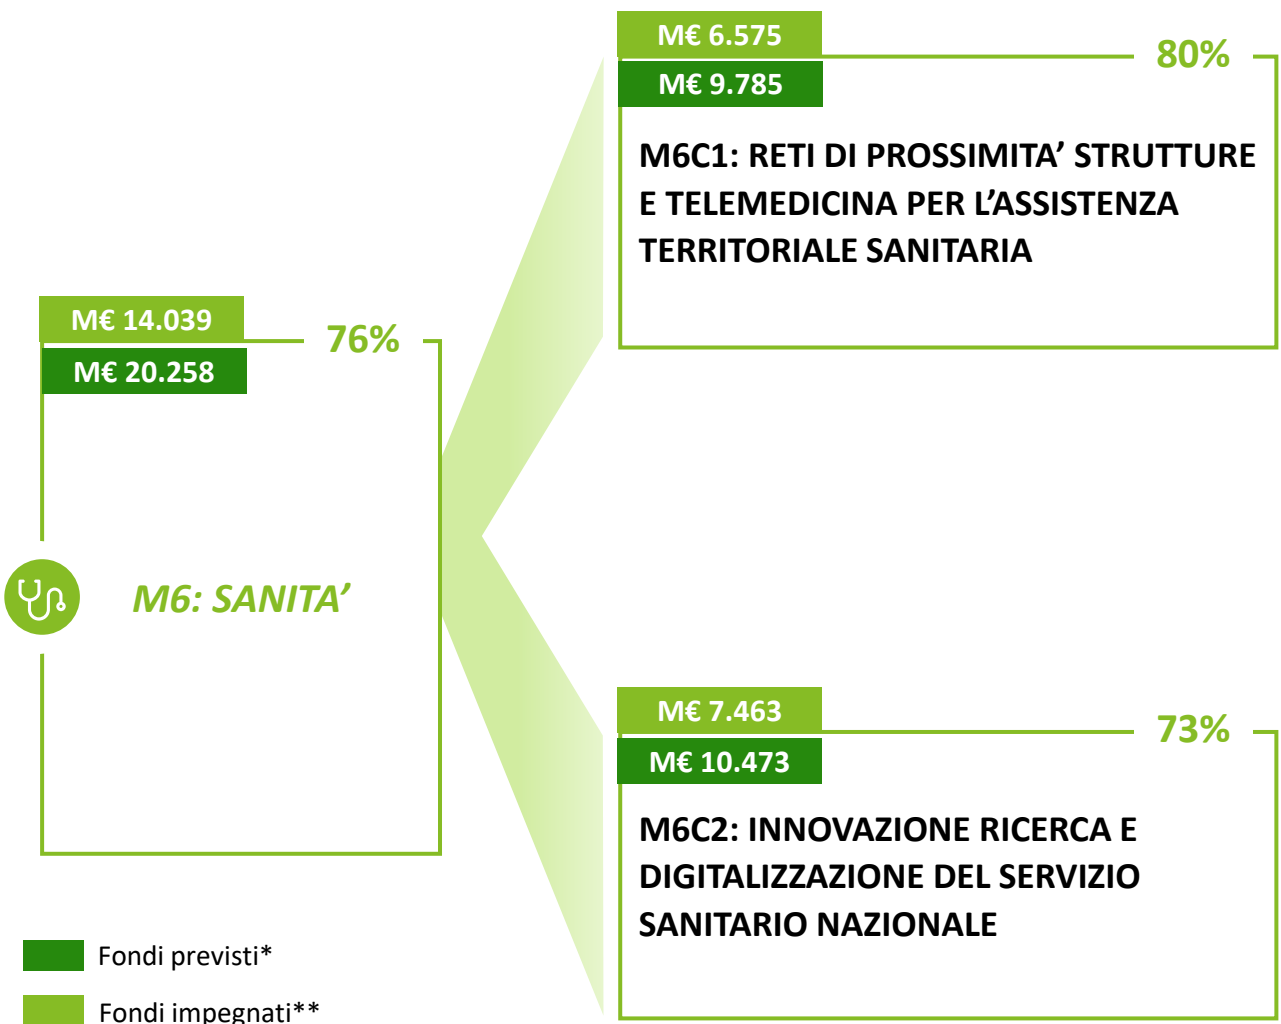 M€ 14.039
76%
M€ 20.258
M6: SANITA’
M€ 6.575
80%
M€ 9.785
M6C1: RETI DI PROSSIMITA’ STRUTTURE
E TELEMEDICINA PER L’ASSISTENZA
TERRITORIALE SANITARIA
M€ 7.463
73%
M€ 10.473
M6C2: INNOVAZIONE RICERCA E
DIGITALIZZAZIONE DEL SERVIZIO
SANITARIO NAZIONALE
Fondi previsti*
Fondi impegnati**